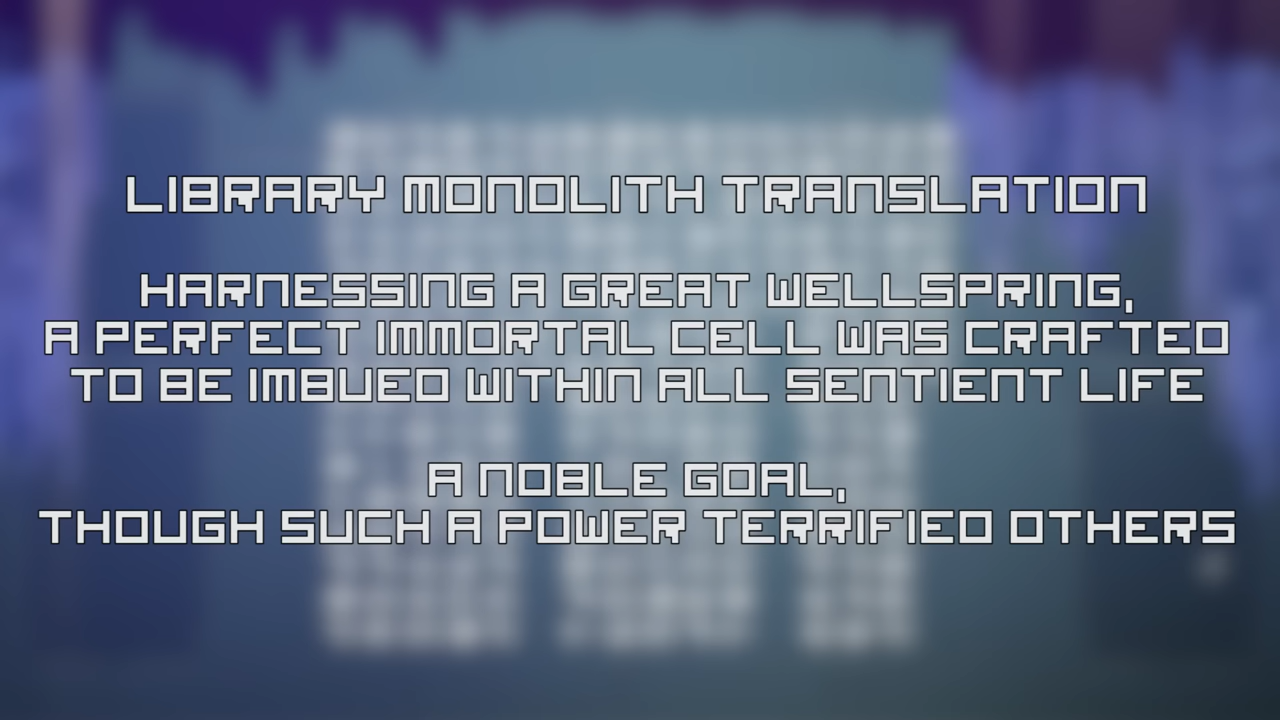 LIBRARY MONOLITH TRANSLATION
HARNESSING A GREAT WELLSPRING,
A PERFECT IMMORTAL CELL WAS CRAFTED
TO BE IMBUED WITHIN ALL SENTIENT LIFE
A NOBLE GOAL,
THOUGH SUCH A POWER TERRIFIED OTHERS